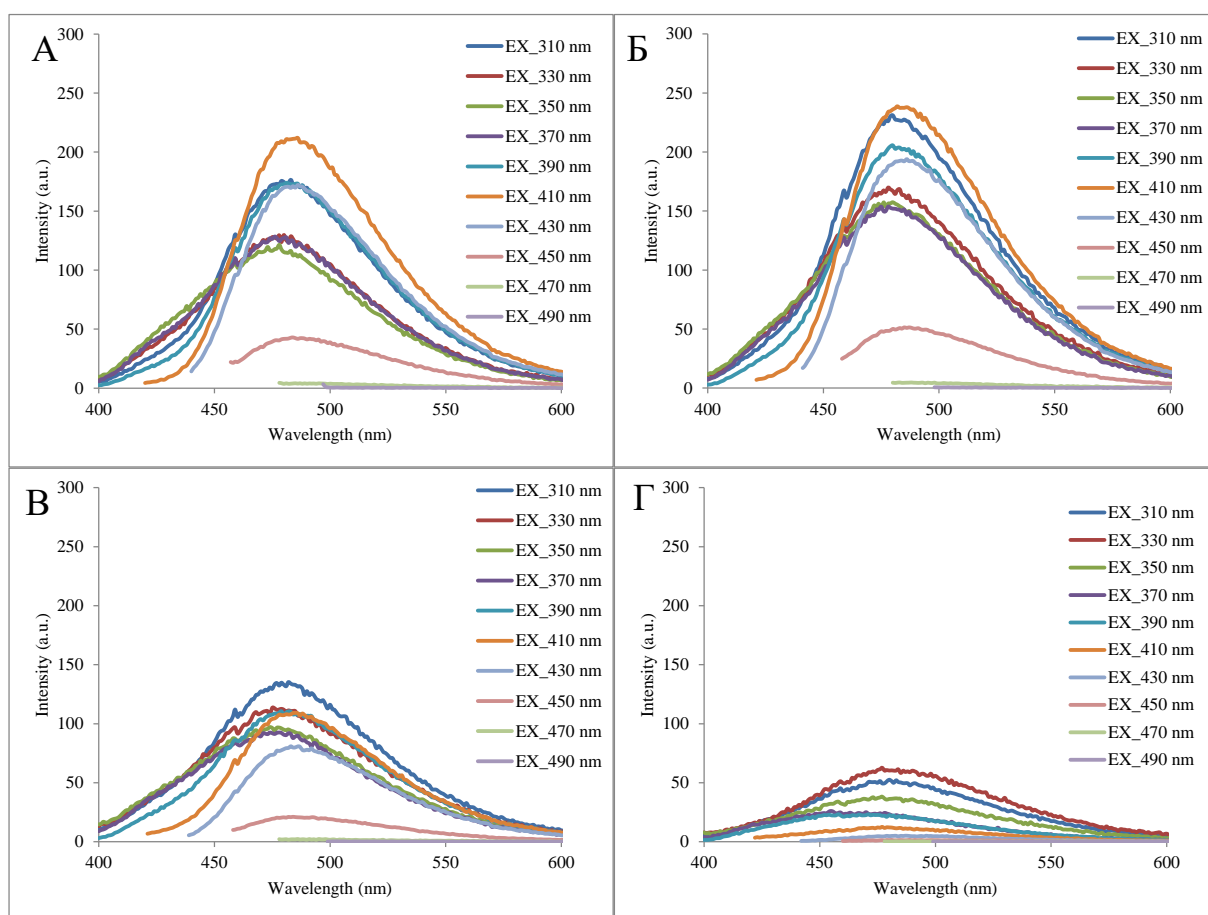 А
300
250
200
150
100
50
0
Intensity (a.u.)
400 450 500 550 600
Wavelength (nm)
EX_310 nm
EX_330 nm
EX_350 nm
EX_370 nm
EX_390 nm
EX_410 nm
EX_430 nm
EX_450 nm
EX_470 nm
EX_490 nm
Б
300
250
200
150
100
50
0
Intensity (a.u.)
400 450 500 550 600
Wavelength (nm)
EX_310 nm
EX_330 nm
EX_350 nm
EX_370 nm
EX_390 nm
EX_410 nm
EX_430 nm
EX_450 nm
EX_470 nm
EX_490 nm
В
300
250
200
150
100
50
0
Intensity (a.u.)
400 450 500 550 600
Wavelength (nm)
EX_310 nm
EX_330 nm
EX_350 nm
EX_370 nm
EX_390 nm
EX_410 nm
EX_430 nm
EX_450 nm
EX_470 nm
EX_490 nm
Г
300
250
200
150
100
50
0
Intensity (a.u.)
400 450 500 550 600
Wavelength (nm)
EX_310 nm
EX_330 nm
EX_350 nm
EX_370 nm
EX_390 nm
EX_410 nm
EX_430 nm
EX_450 nm
EX_470 nm
EX_490 nm